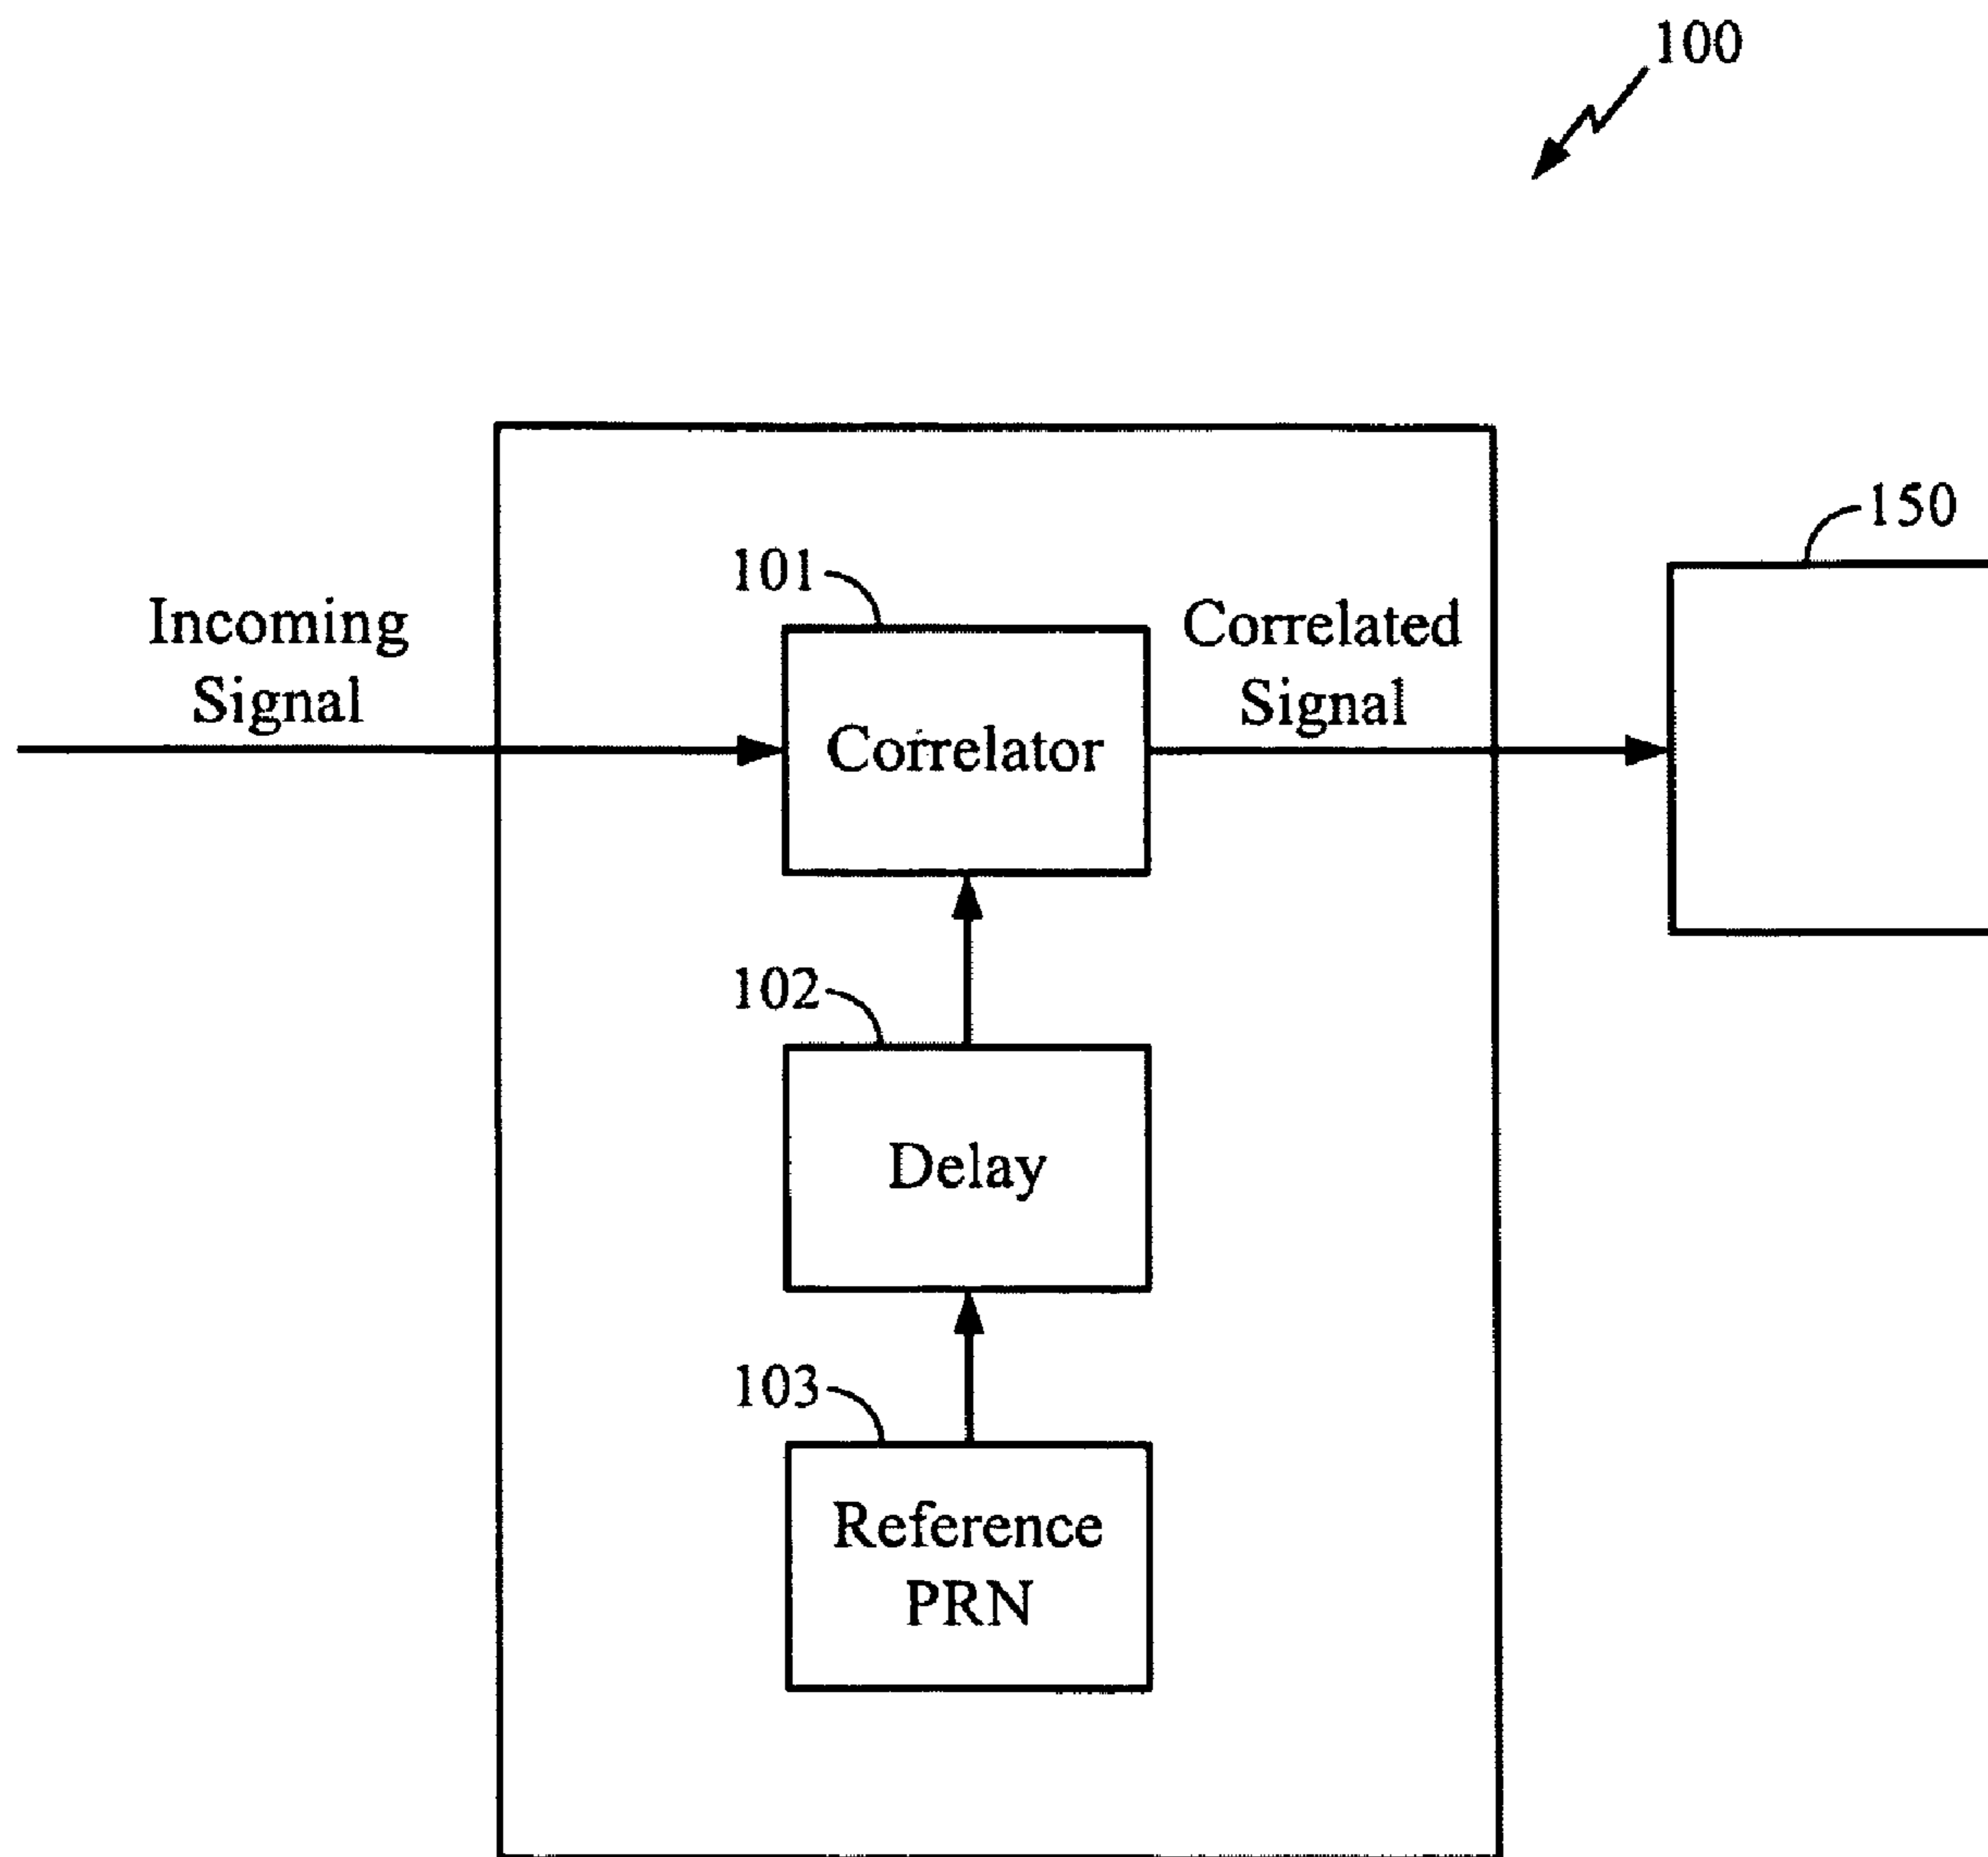 100
150
101
Incoming
Signal
Correlated
Signal
Correlator
102
Delay
103
Reference
PRN